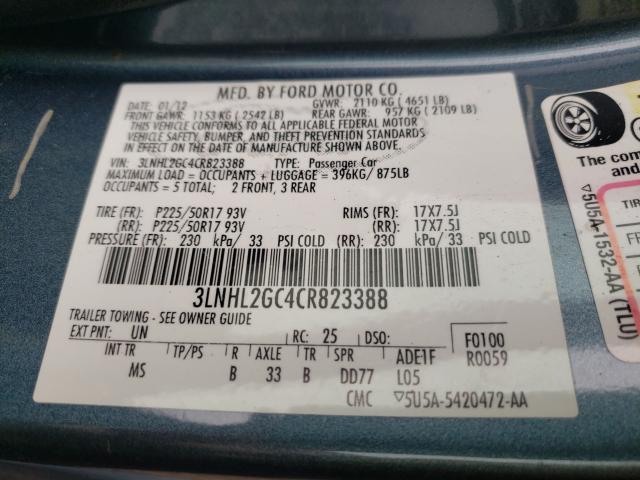 MFD. BY FORD MOTOR CO.
DATE: 01/12 GVWR: 2110 KG ( 4651 LB)
FRONT GAWR: 1153 KG ( 2542 LB) REAR GAWR: 957 KG ( 2109 LB)
THIS VEHICLE CONFORMS TO ALL APPLICABLE FEDERAL MOTOR
VEHICLE SAFETY, BUMPER, AND THEFT PREVENTION STANDARDS
IN EFFECT ON THE DATE OF MANUFACTURE SHOWN ABOVE.
VIN: 3LNHL2GC4CR823388 TYPE: Passenger Car
MAXIMUM LOAD = OCCUPANTS + LUGGAGE = 396KG/ 875LB
OCCUPANTS = 5 TOTAL; 2 FRONT, 3 REAR
TIRE (FR): P225/50R17 93V RIMS (FR): 17X7.5J
(RR): P225/50R17 93V (RR): 17X7.5J
PRESSURE (FR): 230 kPa/ 33 PSI COLD (RR): 230 kPa/ 33 PSI COLD
3LNHL2GC4CR823388
TRAILER TOWING - SEE OWNER GUIDE
EXT PNT: UN RC: 25 DSO: F0100
INT TR TP/PS R AXLE TR SPR ADE1F R0059
MS B 33 B DD77 L05
CMC ▽5U5A-5420472-AA
The com
and
▽5U5A-1532-AA (TLU)
TIR